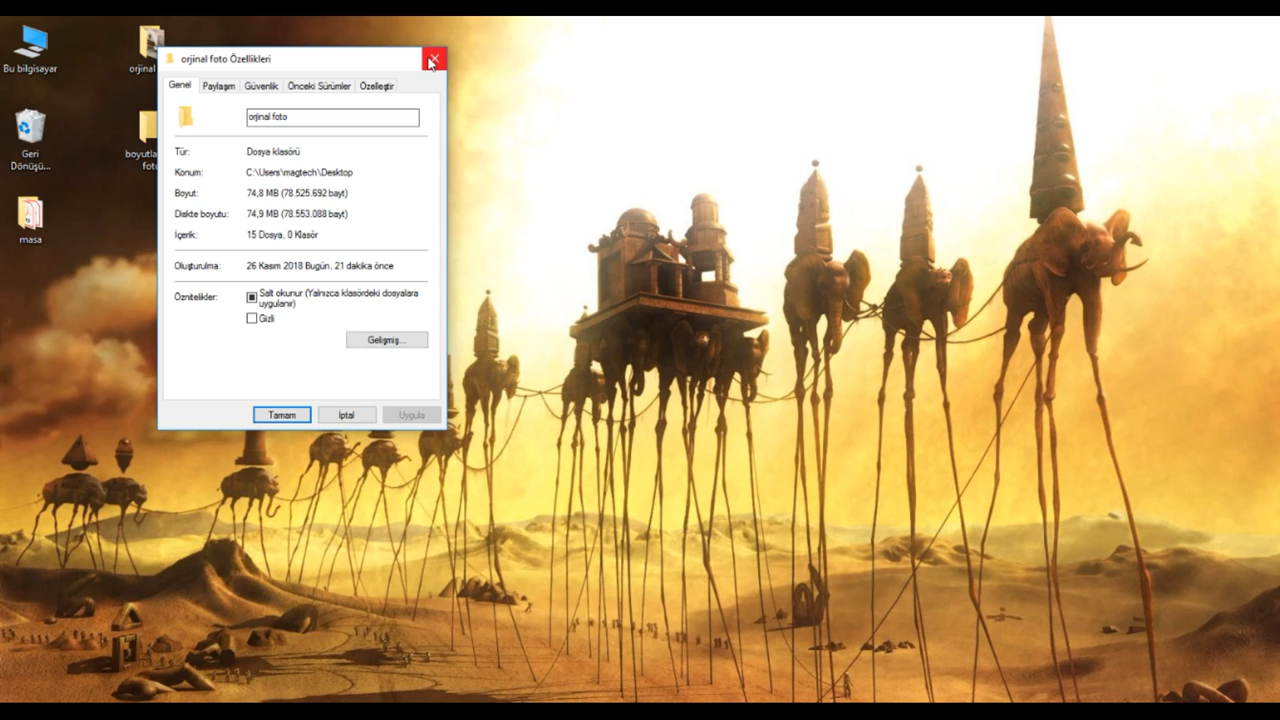 Bu bilgisayar
Geri
Dönüşü...
masa
orjinal
boyutla
fot
orjinal foto Özellikleri
Genel Paylaşım Güvenlik Önceki Sürümler Özelleştir
orjinal foto
Tür: Dosya klasörü
Konum: C:\Users\magtech\Desktop
Boyut: 74,8 MB (78.525.692 bayt)
Diskte boyutu: 74,9 MB (78.553.088 bayt)
İçerik: 15 Dosya, 0 Klasör
Oluşturulma: 26 Kasım 2018 Bugün, 21 dakika önce
Öznitelikler: Salt okunur (Yalnızca klasördeki dosyalara
uygulanır)
Gizli
Gelişmiş...
Tamam İptal Uygula